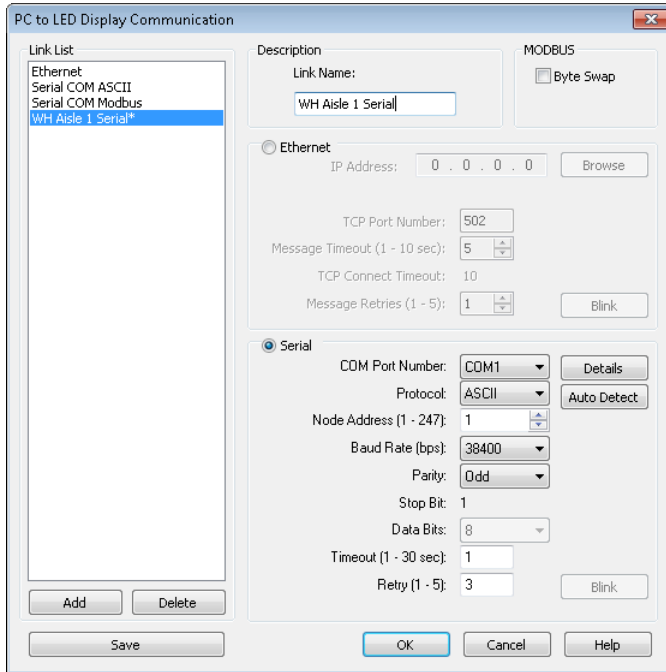 PC to LED Display Communication
Link List
Ethernet
Serial COM ASCII
Serial COM Modbus
WH Aisle 1 Serial*
Add Delete
Save
Description
Link Name:
WH Aisle 1 Serial
MODBUS
Byte Swap
Ethernet
IP Address: 0 . 0 . 0 . 0 Browse
TCP Port Number: 502
Message Timeout (1 - 10 sec): 5
TCP Connect Timeout: 10
Message Retries (1 - 5): 1 Blink
Serial
COM Port Number: COM1 Details
Protocol: ASCII Auto Detect
Node Address (1 - 247): 1
Baud Rate (bps): 38400
Parity: Odd
Stop Bit: 1
Data Bits: 8
Timeout (1 - 30 sec): 1
Retry (1 - 5): 3 Blink
OK Cancel Help